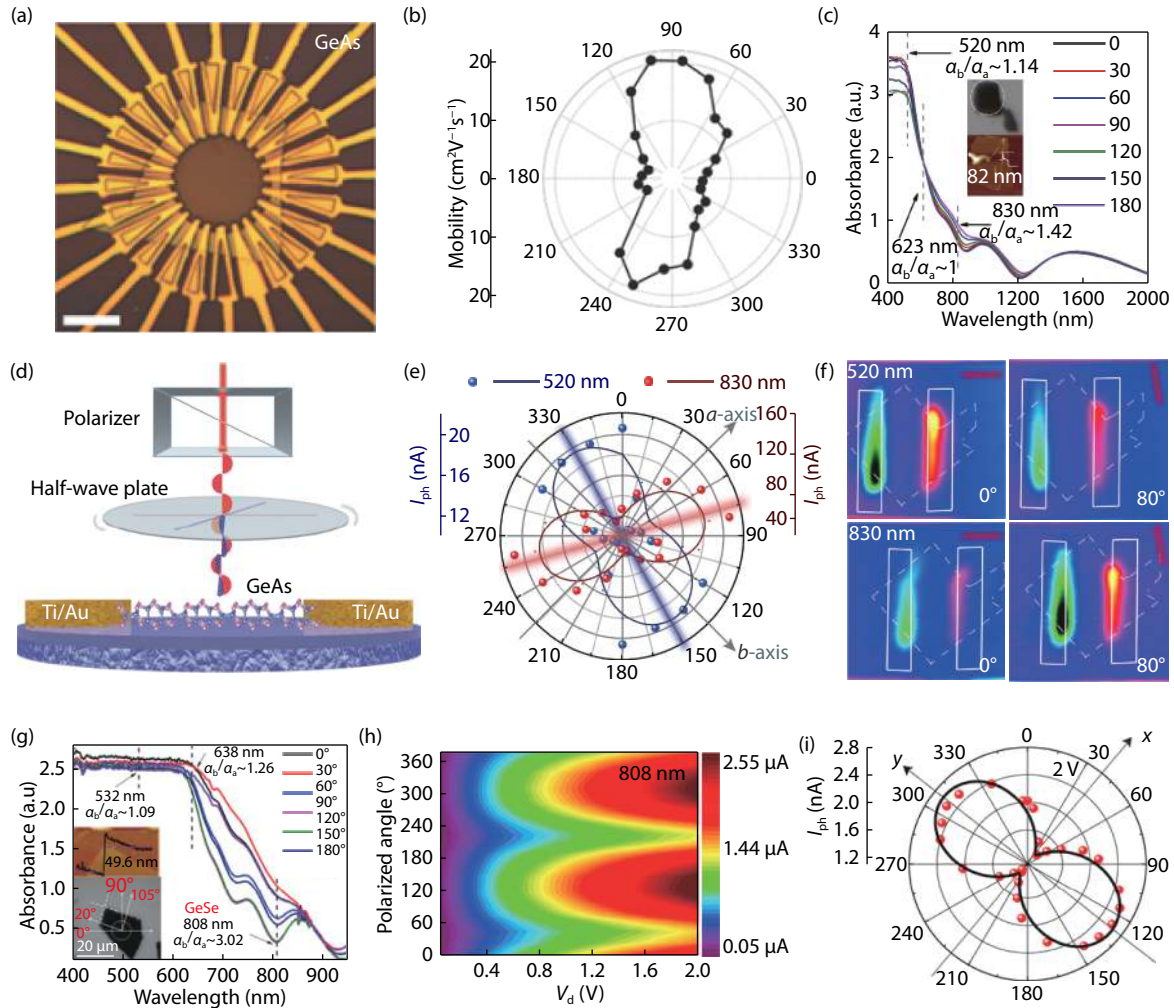 (a)
GeAs
(b)
Mobility (cm²V⁻¹s⁻¹)
20
10
0
10
20
90
60
30
0
330
300
270
240
210
180
150
120
(c)
Absorbance (a.u.)
4
3
2
1
0
520 nm
αb/αa~1.14
0
30
60
90
120
150
180
82 nm
830 nm
αb/αa~1.42
623 nm
αb/αa~1
400 800 1200 1600 2000
Wavelength (nm)
(d)
Polarizer
Half-wave plate
GeAs
Ti/Au
Ti/Au
(e)
520 nm
830 nm
Iph (nA)
20
16
12
Iph (nA)
160
120
80
40
0
30
60
90
120
150
180
210
240
270
300
330
a-axis
b-axis
(f)
520 nm
0°
80°
830 nm
0°
80°
(g)
Absorbance (a.u)
2.5
2.0
1.5
1.0
0.5
638 nm
αb/αa~1.26
532 nm
αb/αa~1.09
0°
30°
60°
90°
120°
150°
180°
49.6 nm
90°
105°
20°
0°
20 μm
GeSe
808 nm
αb/αa~3.02
400 500 600 700 800 900
Wavelength (nm)
(h)
Polarized angle (°)
360
300
240
180
120
60
0
808 nm
0.4 0.8 1.2 1.6 2.0
Vd (V)
2.55 μA
1.44 μA
0.05 μA
(i)
Iph (nA)
2.8
2.4
2.0
1.6
1.2
2 V
x
y
0
30
60
90
120
150
180
210
240
270
300
330